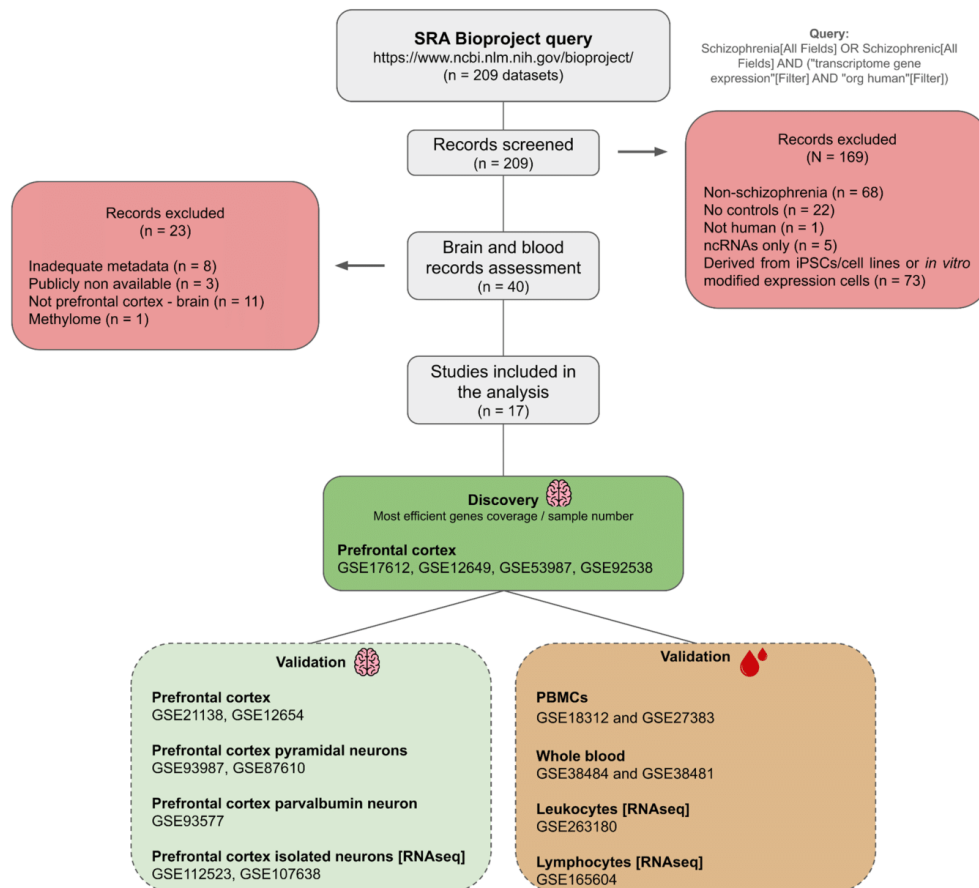 SRA Bioproject query
https://www.ncbi.nlm.nih.gov/bioproject/
(n = 209 datasets)
Query:
Schizophrenia[All Fields] OR Schizophrenic[All
Fields] AND ("transcriptome gene
expression"[Filter] AND "org human"[Filter])
Records screened
(n = 209)
Records excluded
(N = 169)
Non-schizophrenia (n = 68)
No controls (n = 22)
Not human (n = 1)
ncRNAs only (n = 5)
Derived from iPSCs/cell lines or in vitro
modified expression cells (n = 73)
Records excluded
(n = 23)
Inadequate metadata (n = 8)
Publicly non available (n = 3)
Not prefrontal cortex - brain (n = 11)
Methylome (n = 1)
Brain and blood
records assessment
(n = 40)
Studies included in
the analysis
(n = 17)
Discovery
Most efficient genes coverage / sample number
Prefrontal cortex
GSE17612, GSE12649, GSE53987, GSE92538
Validation
Prefrontal cortex
GSE21138, GSE12654
Prefrontal cortex pyramidal neurons
GSE93987, GSE87610
Prefrontal cortex parvalbumin neuron
GSE93577
Prefrontal cortex isolated neurons [RNAseq]
GSE112523, GSE107638
Validation
PBMCs
GSE18312 and GSE27383
Whole blood
GSE38484 and GSE38481
Leukocytes [RNAseq]
GSE263180
Lymphocytes [RNAseq]
GSE165604